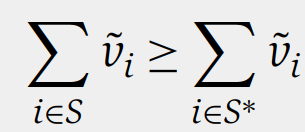 ∑_{i∈S} ṽ_i ≥ ∑_{i∈S*} ṽ_i